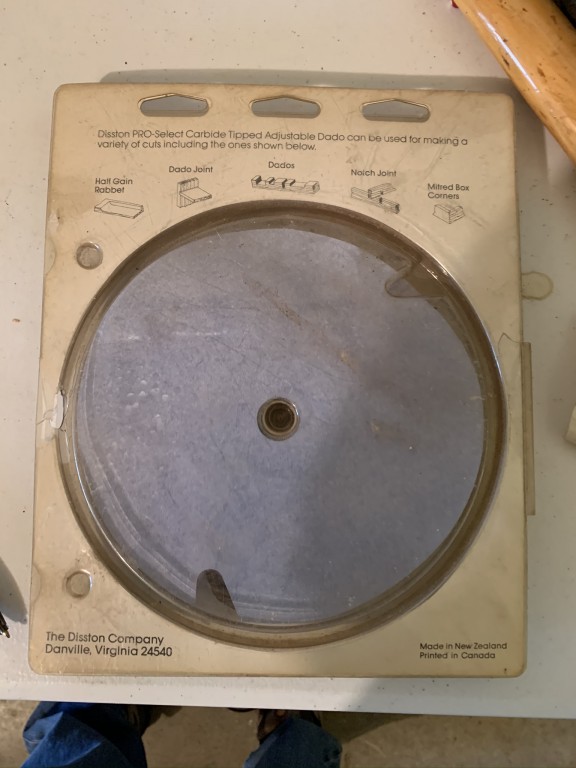 Disston PRO-Select Carbide Tipped Adjustable Dado can be used for making a
variety of cuts including the ones shown below.
Half Gain
Rabbet
Dado Joint
Dados
Notch Joint
Mitred Box
Corners
The Disston Company
Danville, Virginia 24540
Made in New Zealand
Printed in Canada